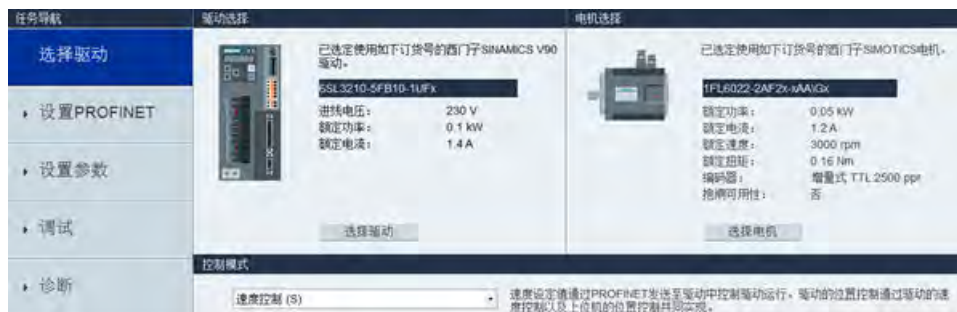 任务导航
驱动选择
电机选择
选择驱动
设置PROFINET
设置参数
调试
诊断
已选定使用如下订货号的西门子SINAMICS V90
驱动。
6SL3210-5FB10-1UFx
进线电压： 230 V
额定功率： 0.1 kW
额定电流： 1.4 A
选择驱动
已选定使用如下订货号的西门子SIMOTICS电机。
1FL6022-2AF2x-xAA\Gx
额定功率： 0.05 kW
额定电流： 1.2 A
额定速度： 3000 rpm
额定扭矩： 0.16 Nm
编码器： 增量式 TTL 2500 ppr
抱闸可用性： 否
选择电机
控制模式
速度控制 (S)
速度设定值通过PROFINET发送至驱动中控制驱动运行。驱动的位置控制通过驱动的速
度控制以及上位机的位置控制共同实现。